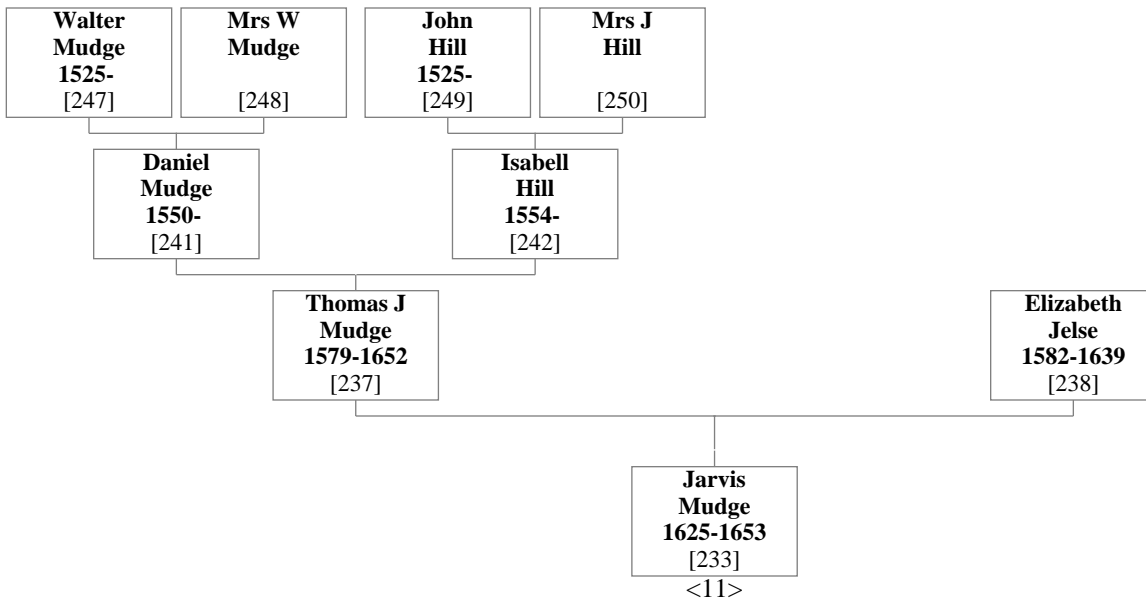 Walter
Mudge
1525-
[247]
Mrs W
Mudge
[248]
John
Hill
1525-
[249]
Mrs J
Hill
[250]
Daniel
Mudge
1550-
[241]
Isabell
Hill
1554-
[242]
Thomas J
Mudge
1579-1652
[237]
Elizabeth
Jelse
1582-1639
[238]
Jarvis
Mudge
1625-1653
[233]
<11>